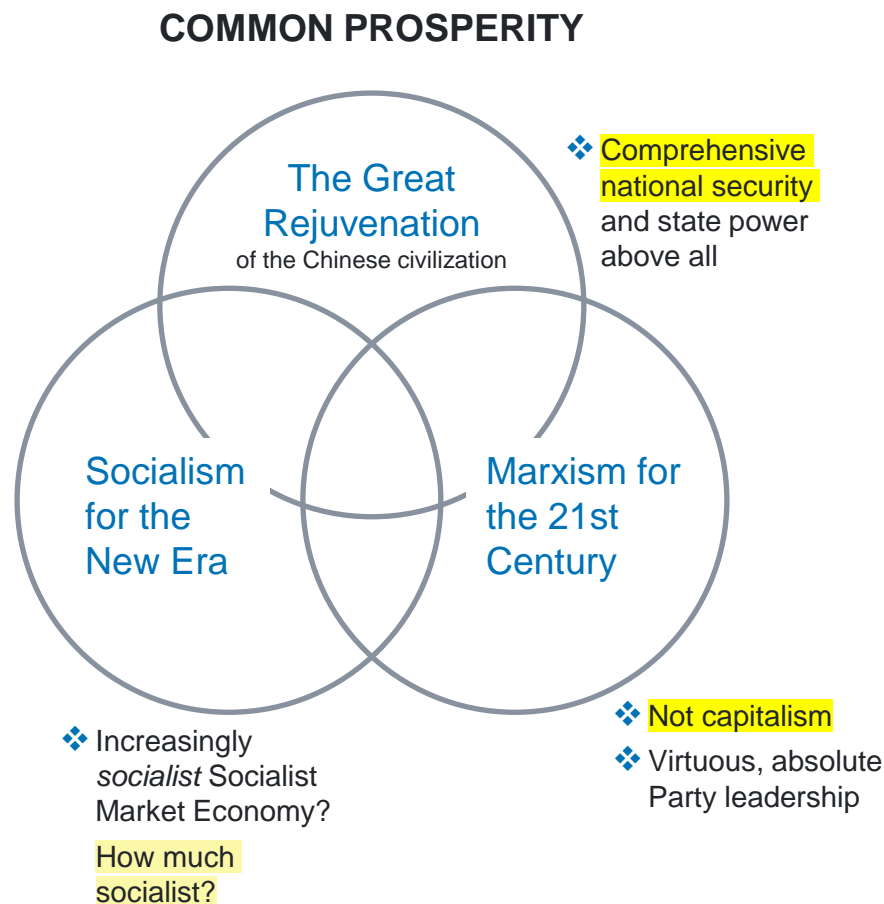 COMMON PROSPERITY
The Great
Rejuvenation
of the Chinese civilization
❖ Comprehensive
national security
and state power
above all
Socialism
for the
New Era
Marxism for
the 21st
Century
❖ Increasingly
socialist Socialist
Market Economy?
How much
socialist?
❖ Not capitalism
❖ Virtuous, absolute
Party leadership